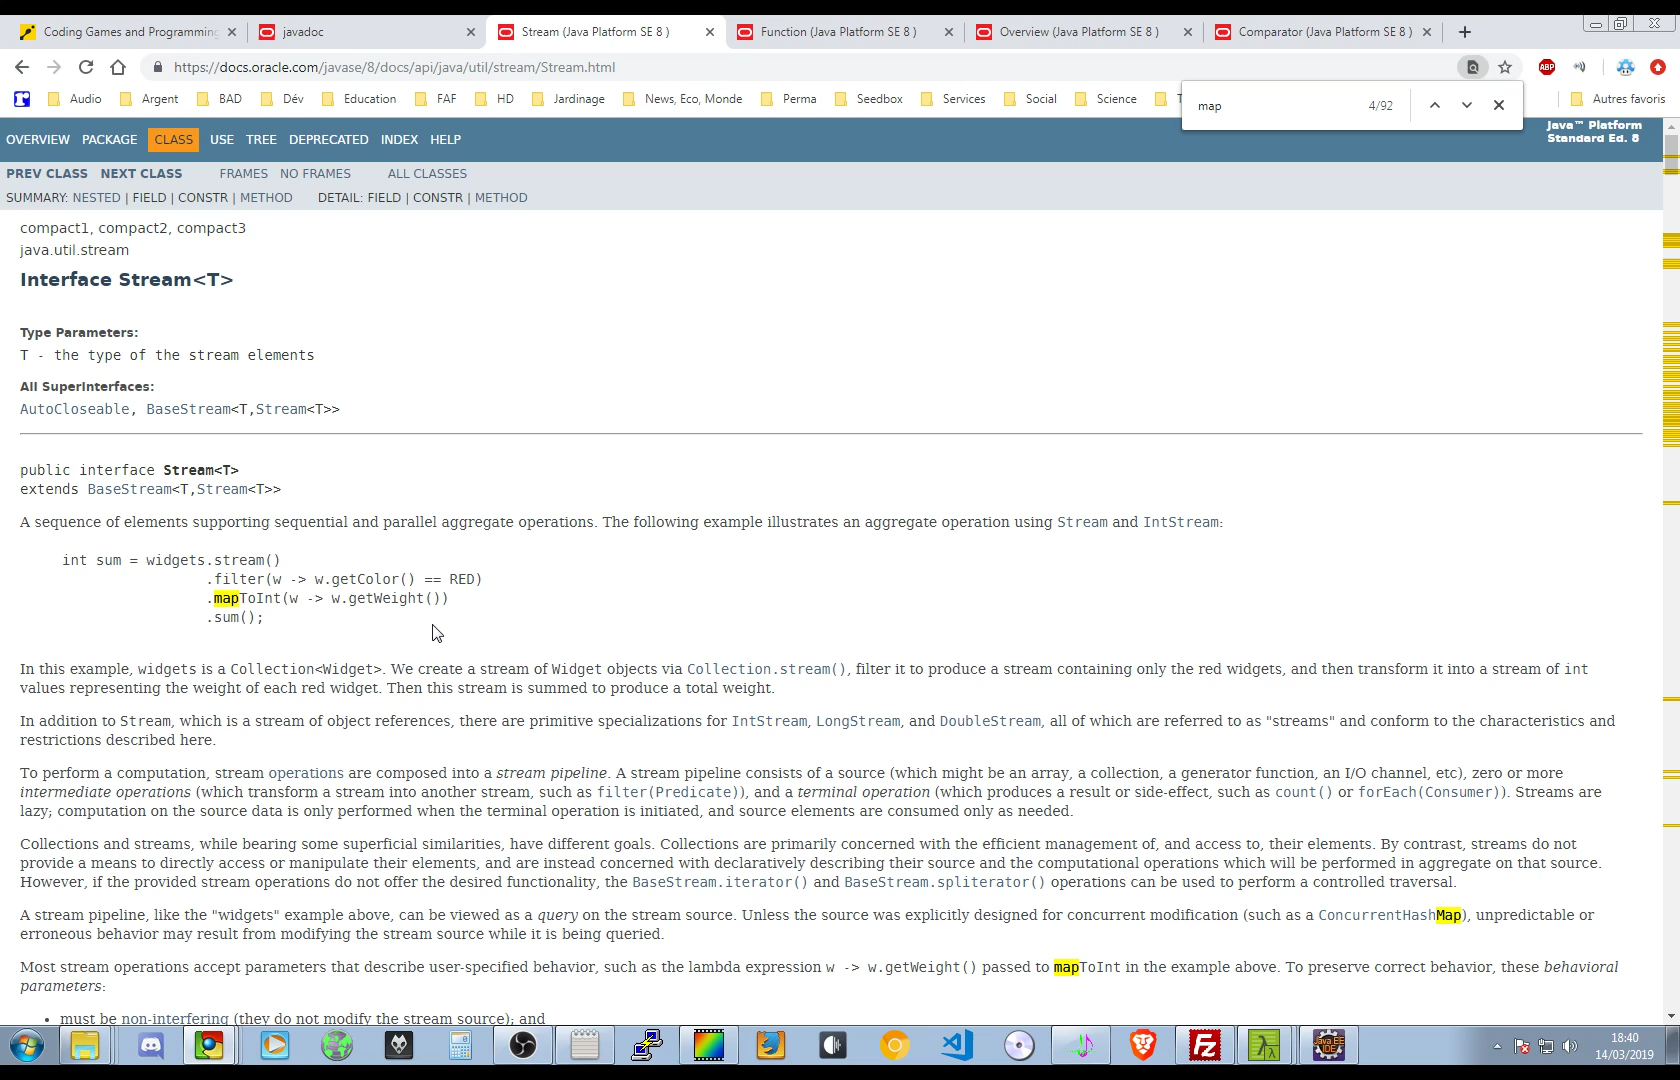 Coding Games and Programming
javadoc
Stream (Java Platform SE 8 )
Function (Java Platform SE 8 )
Overview (Java Platform SE 8 )
Comparator (Java Platform SE 8 )
https://docs.oracle.com/javase/8/docs/api/java/util/stream/Stream.html
ABP
Audio
Argent
BAD
Dév
Education
FAF
HD
Jardinage
News, Eco, Monde
Perma
Seedbox
Services
Social
Science
T
Autres favoris
map 4/92
Java™ Platform
Standard Ed. 8
OVERVIEW PACKAGE CLASS USE TREE DEPRECATED INDEX HELP
PREV CLASS NEXT CLASS FRAMES NO FRAMES ALL CLASSES
SUMMARY: NESTED | FIELD | CONSTR | METHOD DETAIL: FIELD | CONSTR | METHOD
compact1, compact2, compact3
java.util.stream
Interface Stream<T>
Type Parameters:
T - the type of the stream elements
All Superinterfaces:
AutoCloseable, BaseStream<T,Stream<T>>
public interface Stream<T>
extends BaseStream<T,Stream<T>>
A sequence of elements supporting sequential and parallel aggregate operations. The following example illustrates an aggregate operation using Stream and IntStream:
int sum = widgets.stream()
.filter(w -> w.getColor() == RED)
.mapToInt(w -> w.getWeight())
.sum();
In this example, widgets is a Collection<Widget>. We create a stream of Widget objects via Collection.stream(), filter it to produce a stream containing only the red widgets, and then transform it into a stream of int
values representing the weight of each red widget. Then this stream is summed to produce a total weight.
In addition to Stream, which is a stream of object references, there are primitive specializations for IntStream, LongStream, and DoubleStream, all of which are referred to as "streams" and conform to the characteristics and
restrictions described here.
To perform a computation, stream operations are composed into a stream pipeline. A stream pipeline consists of a source (which might be an array, a collection, a generator function, an I/O channel, etc), zero or more
intermediate operations (which transform a stream into another stream, such as filter(Predicate)), and a terminal operation (which produces a result or side-effect, such as count() or forEach(Consumer)). Streams are
lazy; computation on the source data is only performed when the terminal operation is initiated, and source elements are consumed only as needed.
Collections and streams, while bearing some superficial similarities, have different goals. Collections are primarily concerned with the efficient management of, and access to, their elements. By contrast, streams do not
provide a means to directly access or manipulate their elements, and are instead concerned with declaratively describing their source and the computational operations which will be performed in aggregate on that source.
However, if the provided stream operations do not offer the desired functionality, the BaseStream.iterator() and BaseStream.spliterator() operations can be used to perform a controlled traversal.
A stream pipeline, like the "widgets" example above, can be viewed as a query on the stream source. Unless the source was explicitly designed for concurrent modification (such as a ConcurrentHashMap), unpredictable or
erroneous behavior may result from modifying the stream source while it is being queried.
Most stream operations accept parameters that describe user-specified behavior, such as the lambda expression w -> w.getWeight() passed to mapToInt in the example above. To preserve correct behavior, these behavioral
parameters:
• must be non-interfering (they do not modify the stream source); and
Fz
Java EE
IDE
18:40
14/03/2019